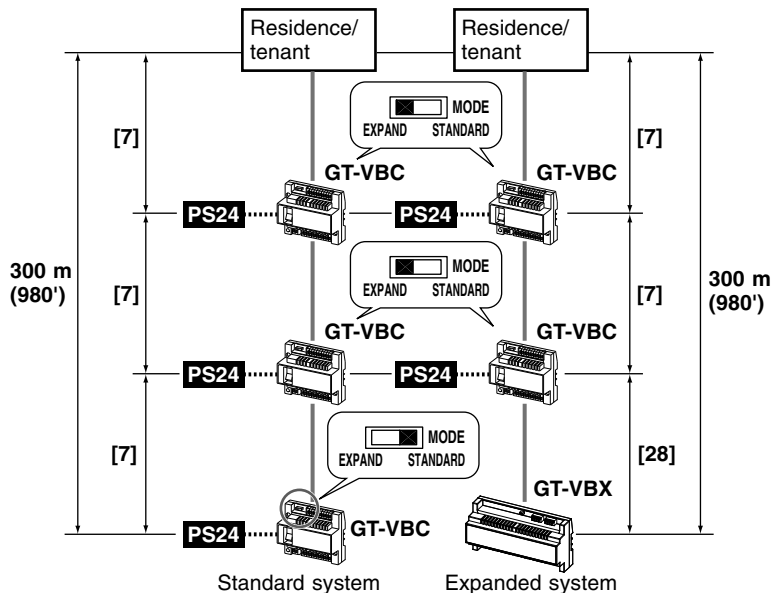 Residence/
tenant
Residence/
tenant
[7]
[7]
MODE
EXPAND STANDARD
GT-VBC
GT-VBC
PS24
PS24
300 m
(980')
300 m
(980')
[7]
[7]
MODE
EXPAND STANDARD
GT-VBC
GT-VBC
PS24
PS24
[7]
[28]
MODE
EXPAND STANDARD
GT-VBX
PS24
GT-VBC
Standard system
Expanded system